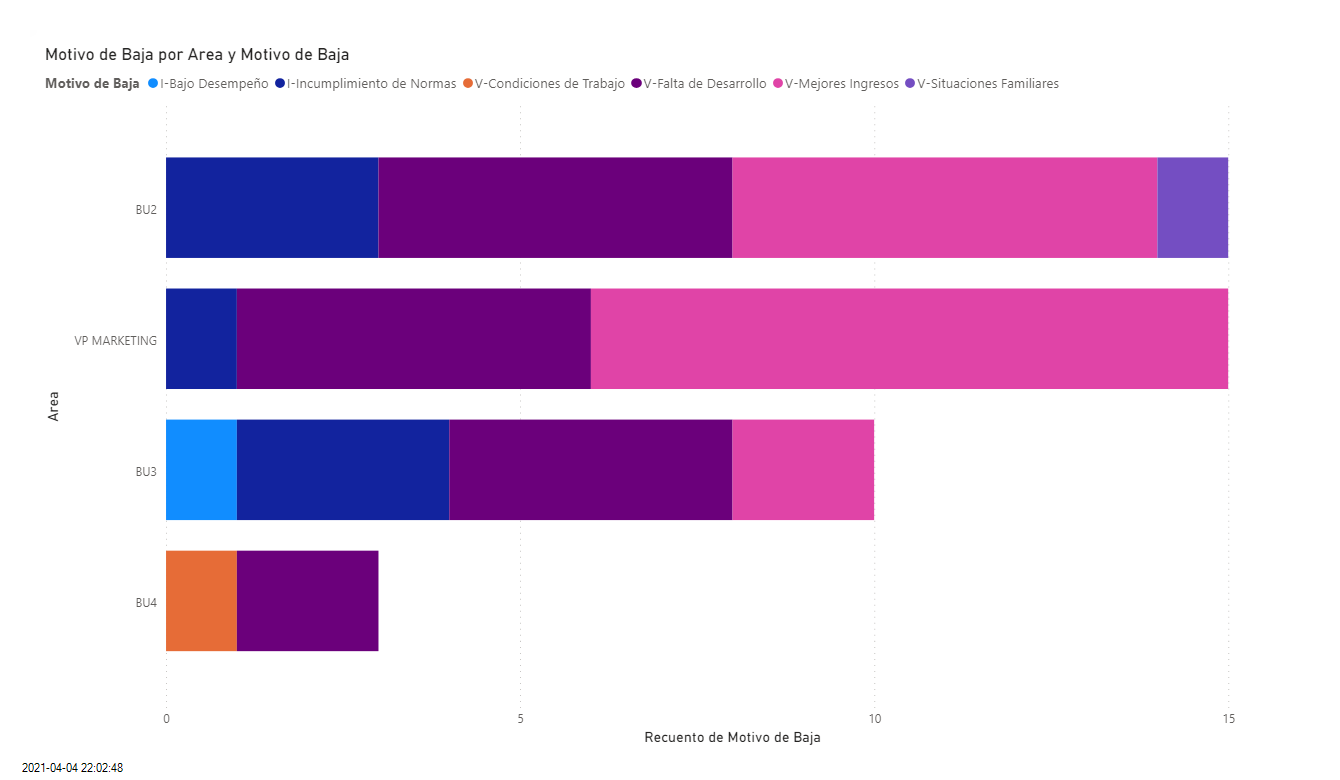 Motivo de Baja por Area y Motivo de Baja
Motivo de Baja I-Bajo Desempeño I-Incumplimiento de Normas V-Condiciones de Trabajo V-Falta de Desarrollo V-Mejores Ingresos V-Situaciones Familiares
BU2
VP MARKETING
Area
BU3
BU4
0 5 10 15
Recuento de Motivo de Baja
2021-04-04 22:02:48